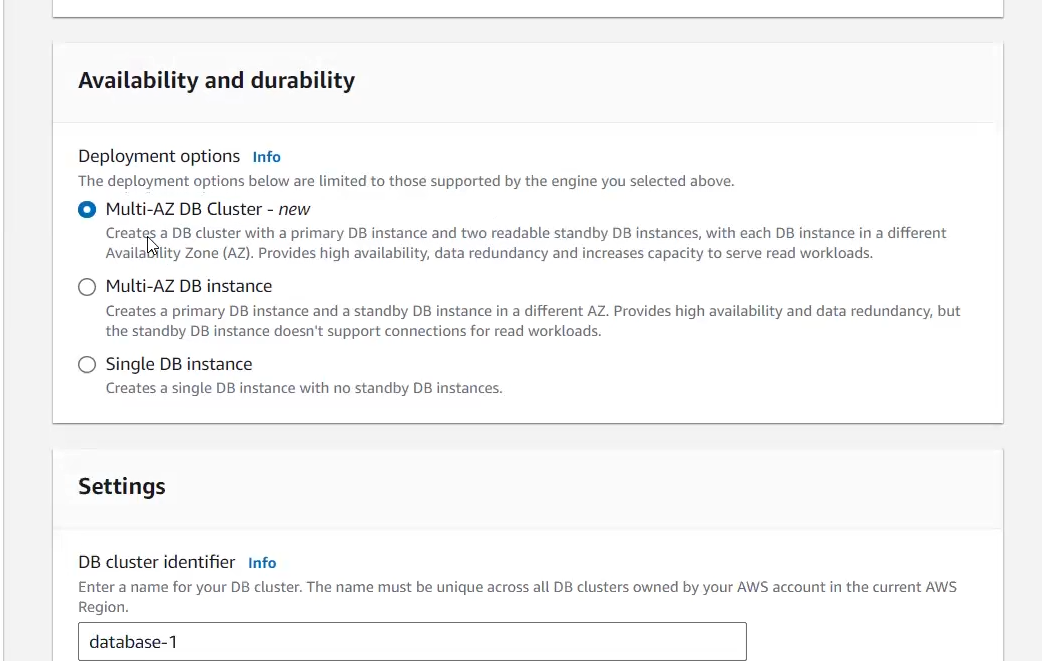 Availability and durability
Deployment options Info
The deployment options below are limited to those supported by the engine you selected above.
Multi-AZ DB Cluster - new
Creates a DB cluster with a primary DB instance and two readable standby DB instances, with each DB instance in a different
Availability Zone (AZ). Provides high availability, data redundancy and increases capacity to serve read workloads.
Multi-AZ DB instance
Creates a primary DB instance and a standby DB instance in a different AZ. Provides high availability and data redundancy, but
the standby DB instance doesn't support connections for read workloads.
Single DB instance
Creates a single DB instance with no standby DB instances.
Settings
DB cluster identifier Info
Enter a name for your DB cluster. The name must be unique across all DB clusters owned by your AWS account in the current AWS
Region.
database-1